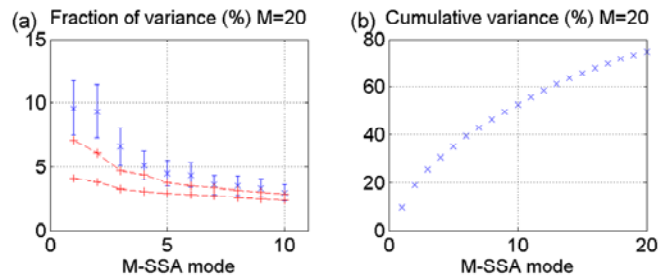 (a) Fraction of variance (%) M=20
15
10
5
0
0 5 10
M-SSA mode
(b) Cumulative variance (%) M=20
80
60
40
20
0
0 10 20
M-SSA mode